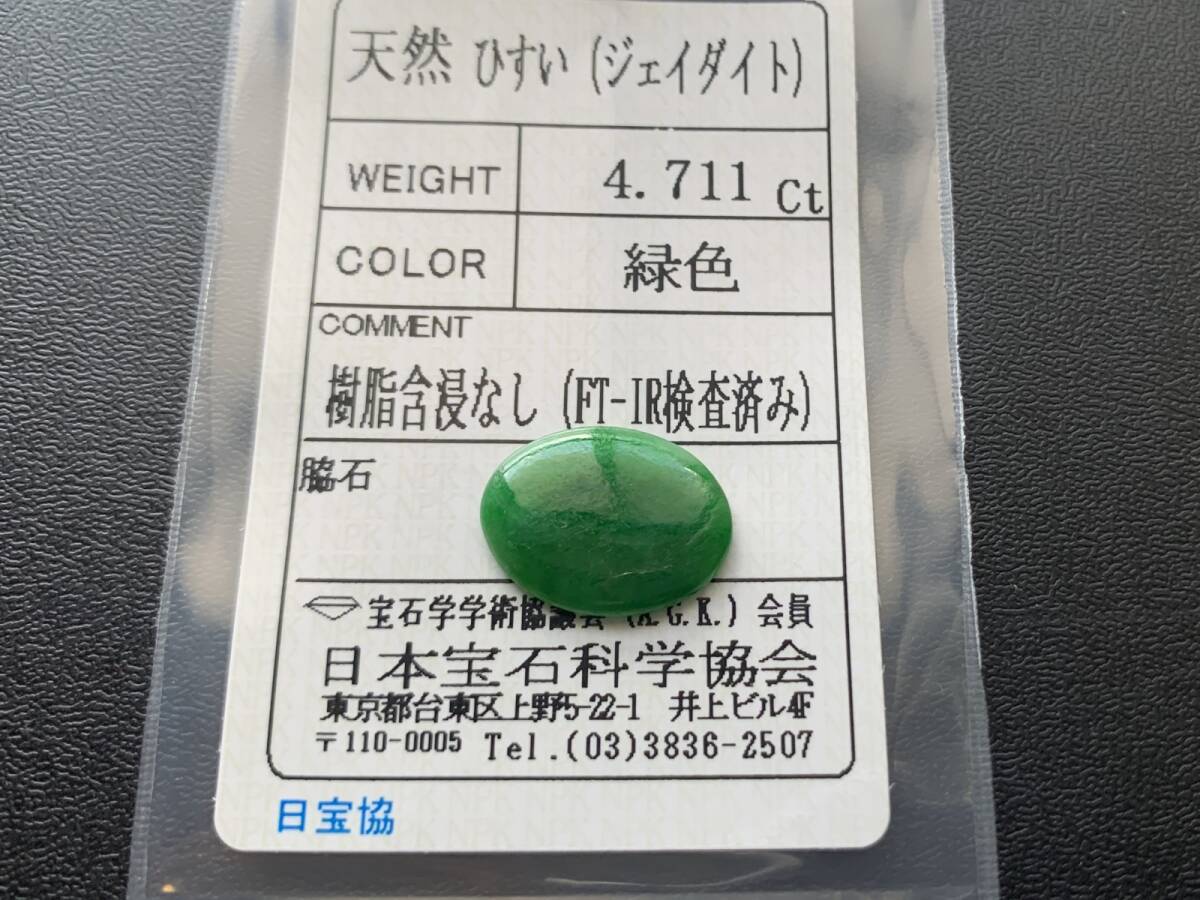 天然 ひすい (ジェイダイト)
WEIGHT 4.711 Ct
COLOR 緑色
COMMENT
樹脂含浸なし (FT-IR検査済み)
脇石
宝石学学術協議会 (A.G.K.) 会員
日本宝石科学協会
東京都台東区上野5-22-1 井上ビル4F
〒110-0005 Tel.(03)3836-2507
日宝協